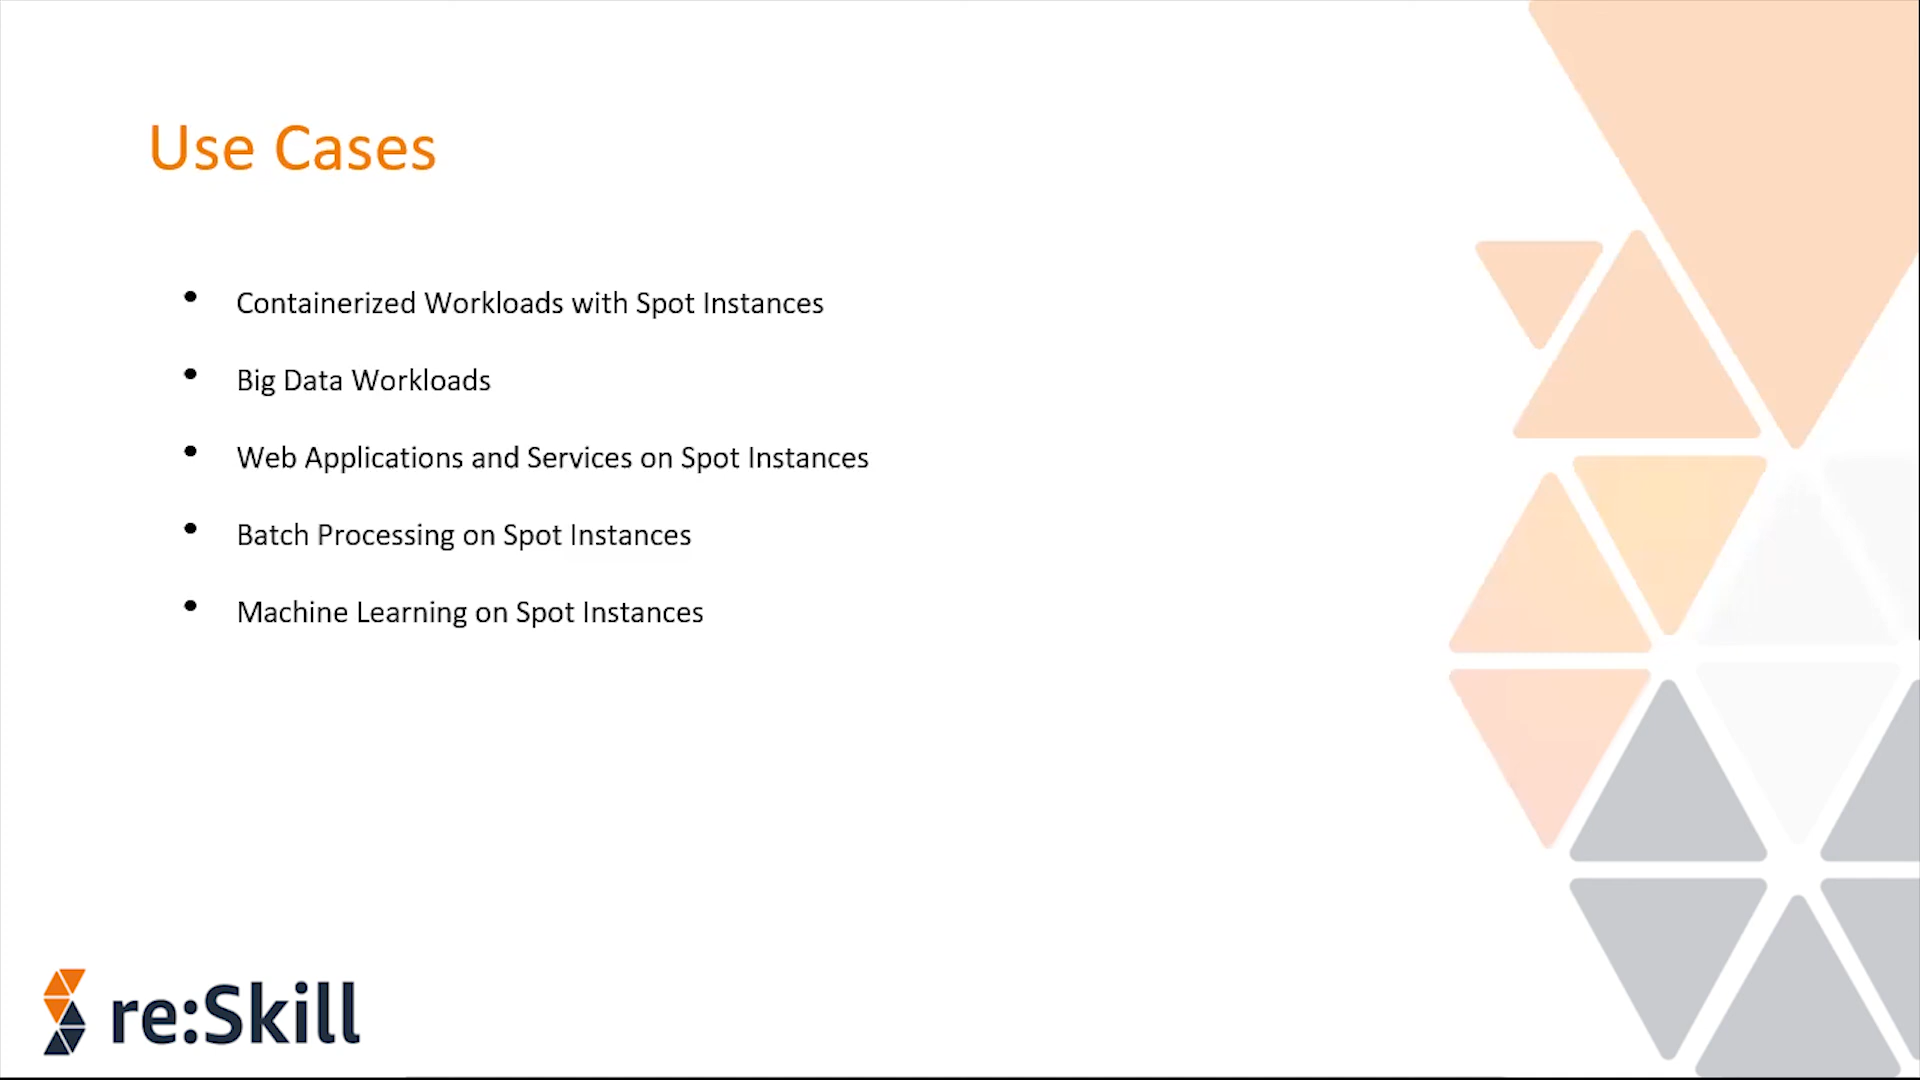 Use Cases
• Containerized Workloads with Spot Instances
• Big Data Workloads
• Web Applications and Services on Spot Instances
• Batch Processing on Spot Instances
• Machine Learning on Spot Instances
re:Skill